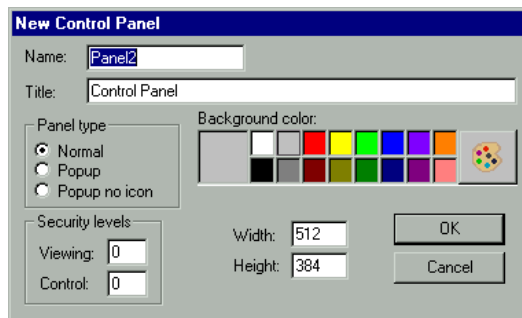 New Control Panel
Name: Panel2
Title: Control Panel
Panel type
Normal
Popup
Popup no icon
Background color:
Security levels
Viewing: 0
Control: 0
Width: 512
Height: 384
OK
Cancel